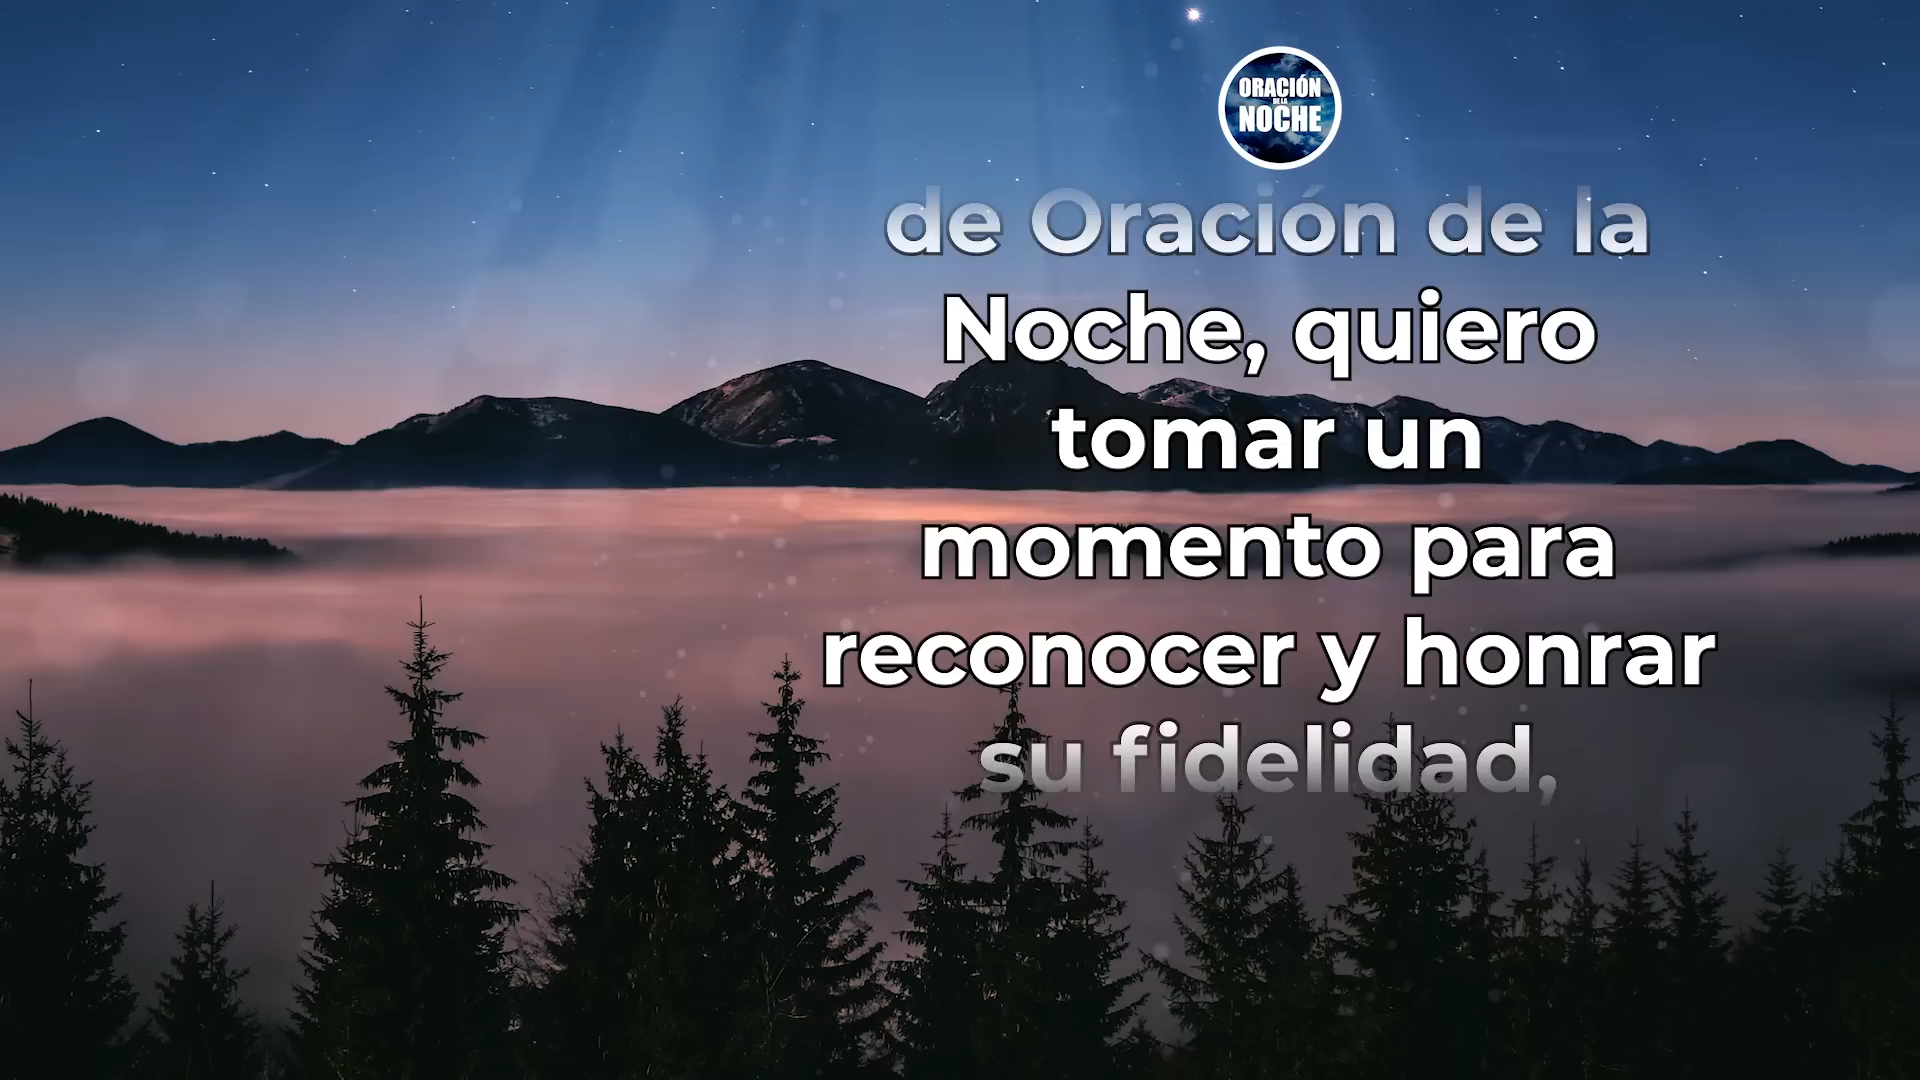 ORACIÓN
DE LA
NOCHE
de Oración de la
Noche, quiero
tomar un
momento para
reconocer y honrar
su fidelidad,